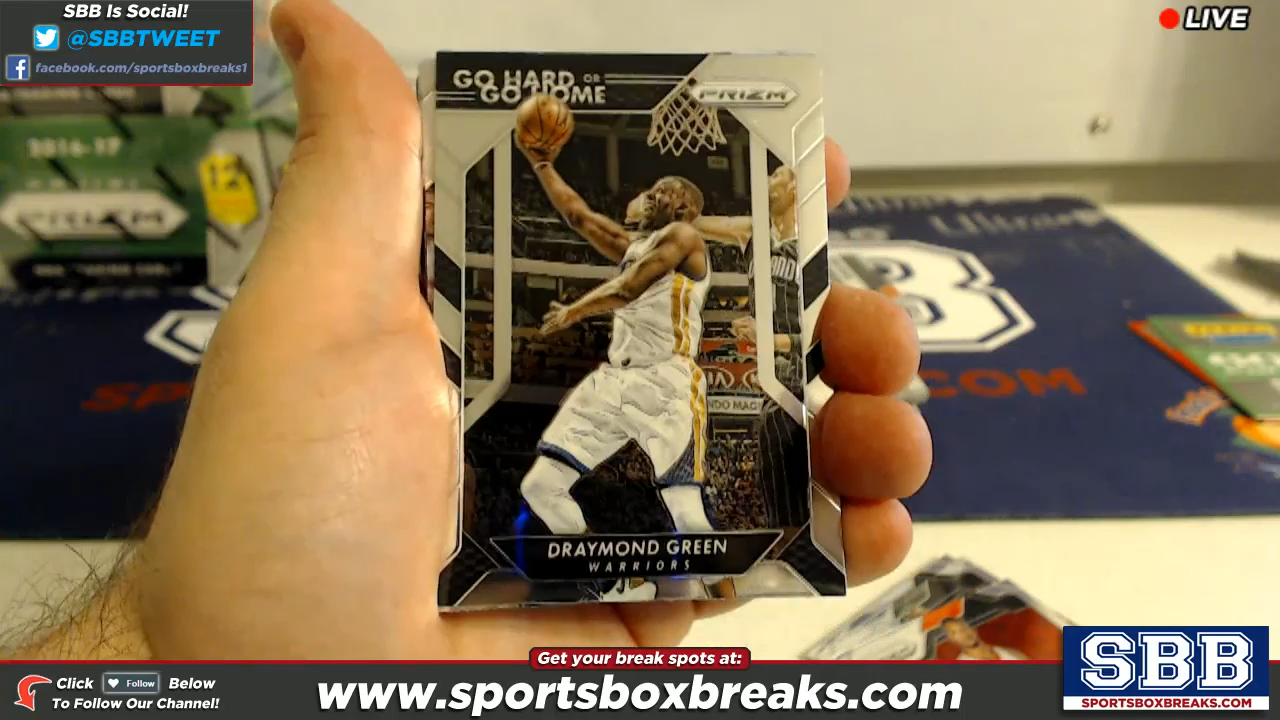 SBB Is Social!
@SBBTWEET
facebook.com/sportsboxbreaks1
LIVE
GO HARD OR
GO HOME
PRIZM
2016-17
PRIZM
DRAYMOND GREEN
WARRIORS
Get your break spots at:
Click Follow Below
To Follow Our Channel!
www.sportsboxbreaks.com
SBB
SPORTSBOXBREAKS.COM